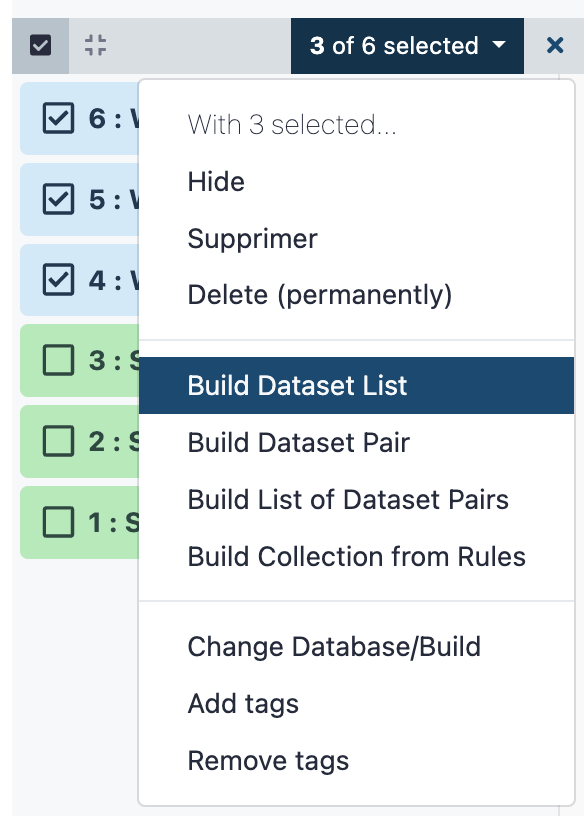 3 of 6 selected
6 :
5 :
4 :
3 :
2 :
1 :
With 3 selected...
Hide
Supprimer
Delete (permanently)
Build Dataset List
Build Dataset Pair
Build List of Dataset Pairs
Build Collection from Rules
Change Database/Build
Add tags
Remove tags